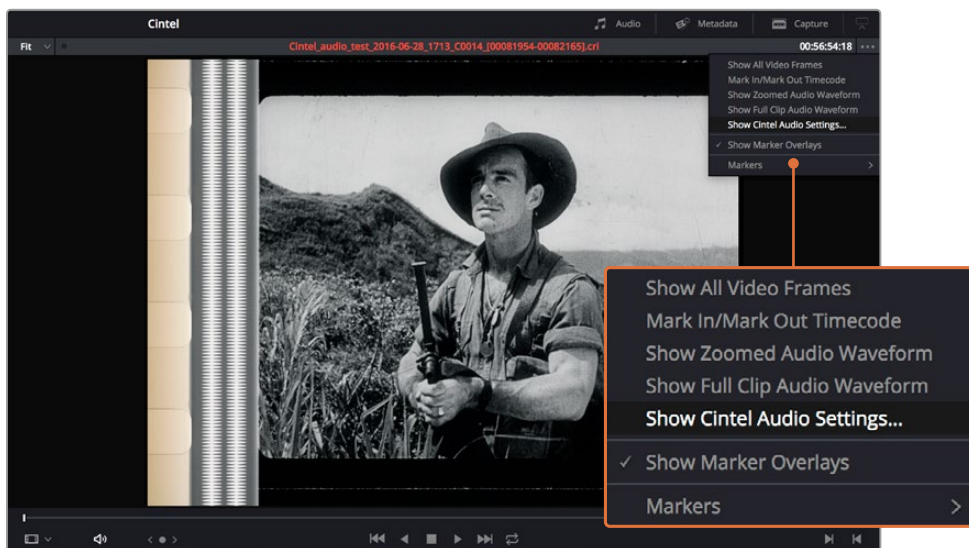 Cintel
Audio
Metadata
Capture
Fit
Cintel_audio_test_2016-06-28_1713_C0014_[00081954-00082165].cri
00:56:54:18
Show All Video Frames
Mark In/Mark Out Timecode
Show Zoomed Audio Waveform
Show Full Clip Audio Waveform
Show Cintel Audio Settings...
Show Marker Overlays
Markers
Show All Video Frames
Mark In/Mark Out Timecode
Show Zoomed Audio Waveform
Show Full Clip Audio Waveform
Show Cintel Audio Settings...
Show Marker Overlays
Markers